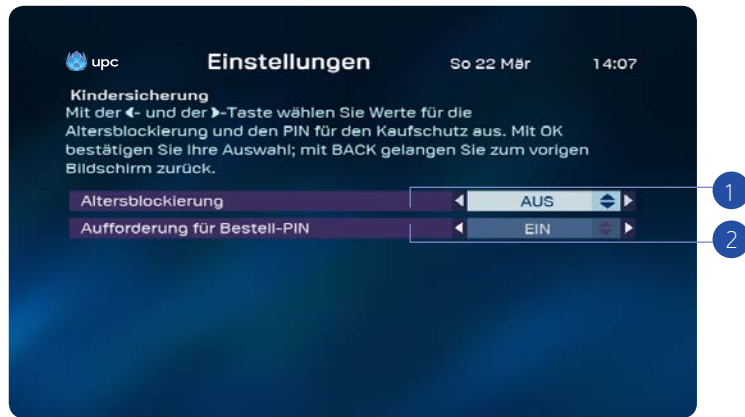 upc Einstellungen So 22 Mär 14:07
Kindersicherung
Mit der ◄- und der ►-Taste wählen Sie Werte für die
Altersblockierung und den PIN für den Kaufschutz aus. Mit OK
bestätigen Sie Ihre Auswahl; mit BACK gelangen Sie zum vorigen
Bildschirm zurück.
Altersblockierung AUS 1
Aufforderung für Bestell-PIN EIN 2